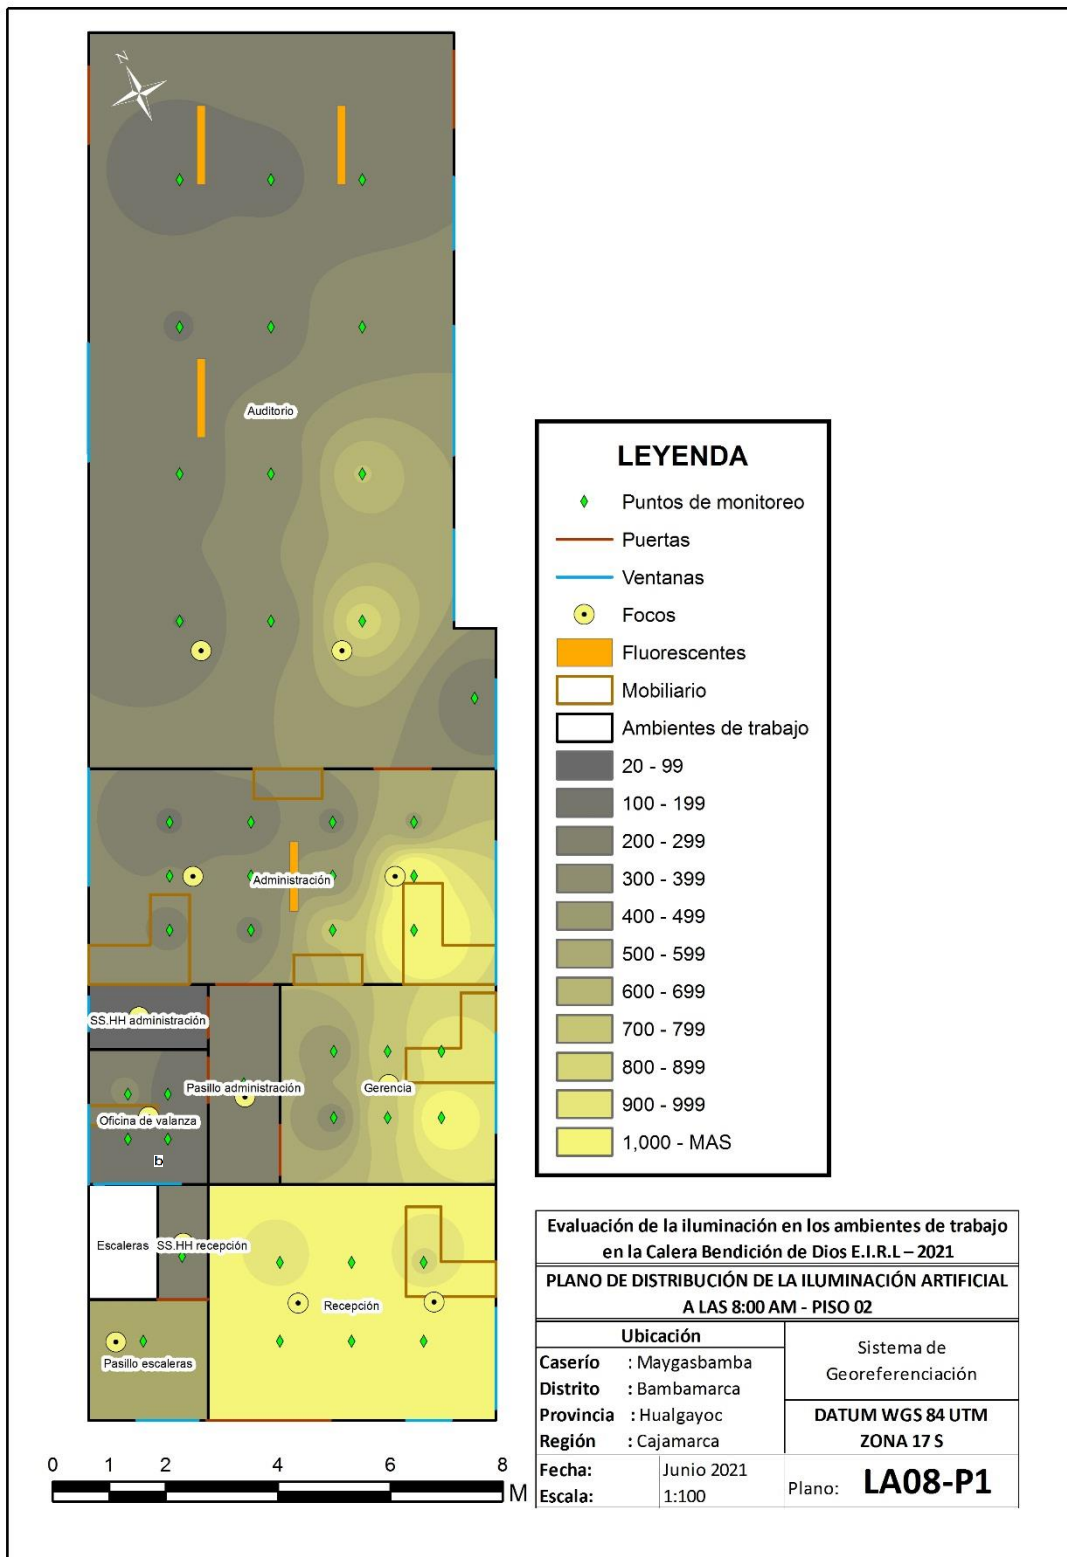 N
Auditorio
Administración
SS.HH administración
Pasillo administración
Gerencia
Oficina de valanza
b
Escaleras
SS.HH recepción
Recepción
Pasillo escaleras
0 2 4 6 8
M
LEYENDA
Puntos de monitoreo
Puertas
Ventanas
Focos
Fluorescentes
Mobiliario
Ambientes de trabajo
20 - 99
100 - 199
200 - 299
300 - 399
400 - 499
500 - 599
600 - 699
700 - 799
800 - 899
900 - 999
1,000 - MAS
Evaluación de la iluminación en los ambientes de trabajo
en la Calera Bendición de Dios E.I.R.L – 2021
PLANO DE DISTRIBUCIÓN DE LA ILUMINACIÓN ARTIFICIAL
A LAS 8:00 AM - PISO 02
Ubicación
Caserío : Maygasbamba
Distrito : Bambamarca
Provincia : Hualgayoc
Región : Cajamarca
Sistema de
Georeferenciación
DATUM WGS 84 UTM
ZONA 17 S
Fecha: Junio 2021
Escala: 1:100
Plano: LA08-P1